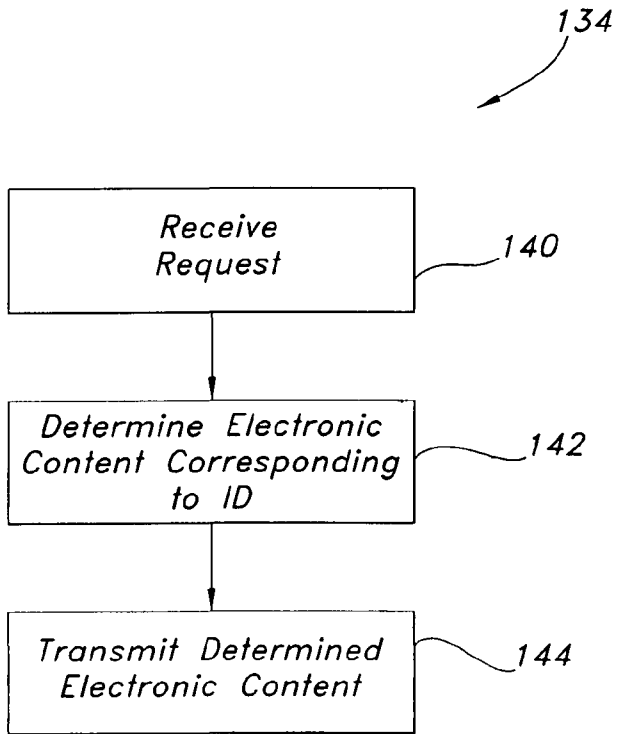 134
Receive
Request
140
Determine Electronic
Content Corresponding
to ID
142
Transmit Determined
Electronic Content
144